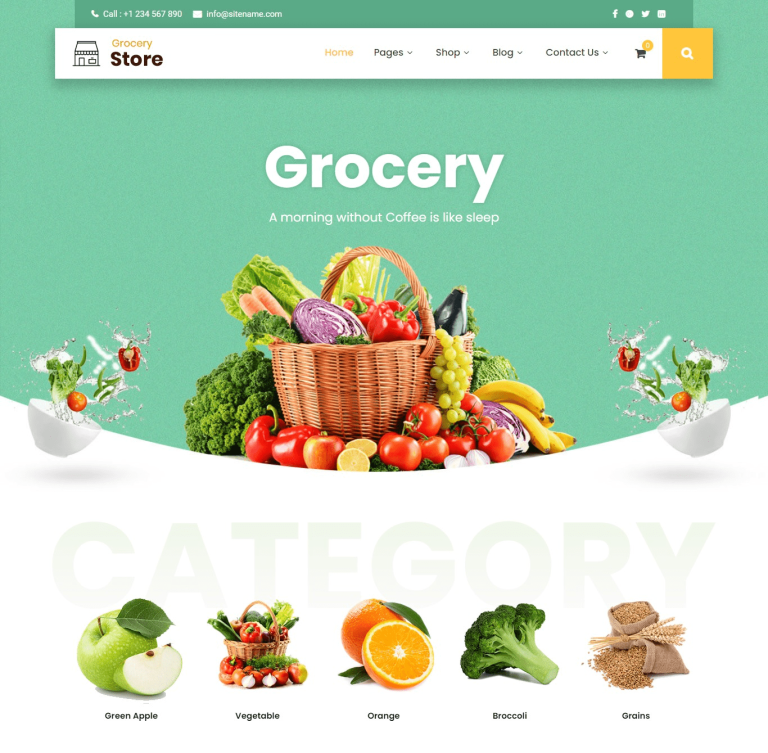 Call : +1 234 567 890 info@sitename.com
Grocery
Store
Home Pages Shop Blog Contact Us 0
Grocery
A morning without Coffee is like sleep
CATEGORY
Green Apple Vegetable Orange Broccoli Grains